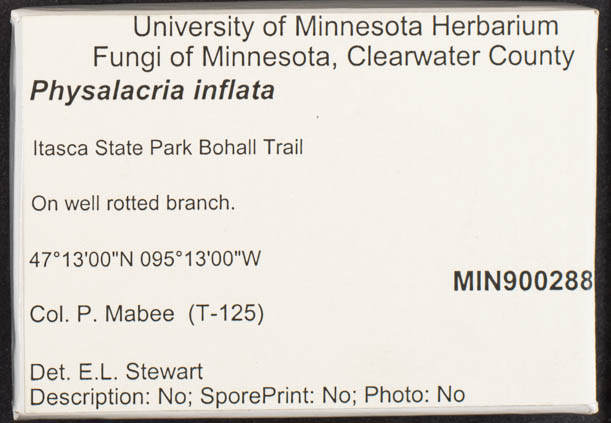 University of Minnesota Herbarium
Fungi of Minnesota, Clearwater County
Physalacria inflata
Itasca State Park Bohall Trail
On well rotted branch.
47°13'00"N 095°13'00"W
MIN900288
Col. P. Mabee (T-125)
Det. E.L. Stewart
Description: No; SporePrint: No; Photo: No